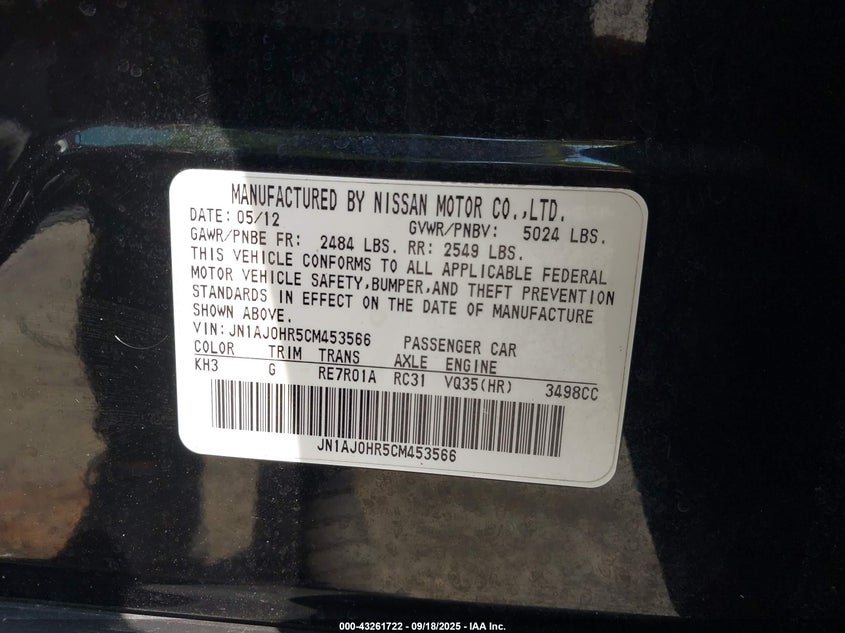 MANUFACTURED BY NISSAN MOTOR CO.,LTD.
DATE: 05/12 GVWR/PNBV: 5024 LBS.
GAWR/PNBE FR: 2484 LBS. RR: 2549 LBS.
THIS VEHICLE CONFORMS TO ALL APPLICABLE FEDERAL
MOTOR VEHICLE SAFETY,BUMPER,AND THEFT PREVENTION
STANDARDS IN EFFECT ON THE DATE OF MANUFACTURE
SHOWN ABOVE.
VIN: JN1AJ0HR5CM453566 PASSENGER CAR
COLOR TRIM TRANS AXLE ENGINE
KH3 G RE7R01A RC31 VQ35(HR) 3498CC
JN1AJ0HR5CM453566
000-43261722 - 09/18/2025 - IAA Inc.